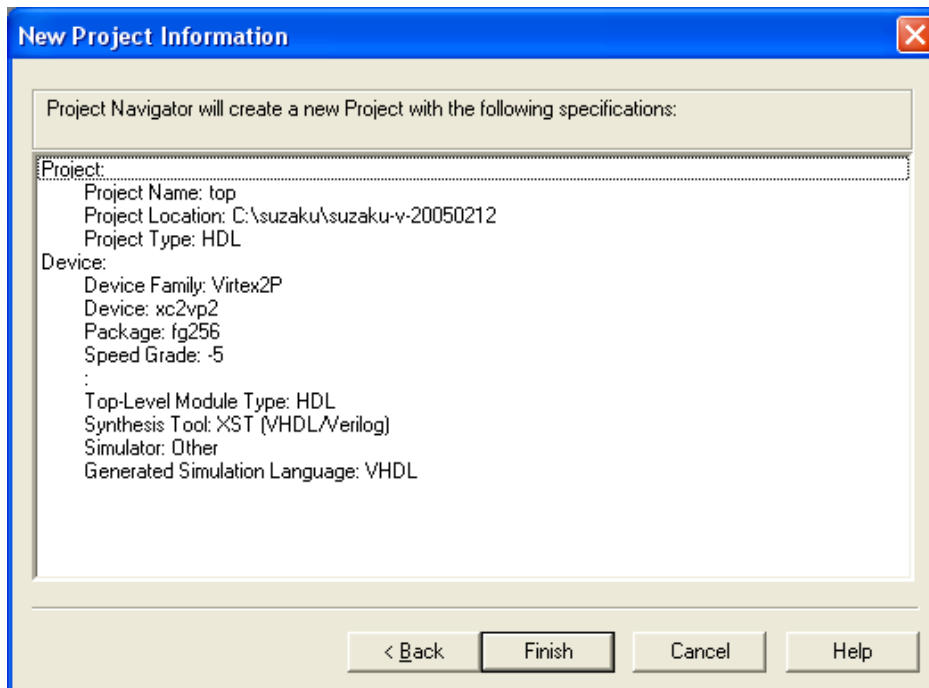 New Project Information
Project Navigator will create a new Project with the following specifications:
Project:
Project Name: top
Project Location: C:\suzaku\suzaku-v-20050212
Project Type: HDL
Device:
Device Family: Virtex2P
Device: xc2vp2
Package: fg256
Speed Grade: -5
:
Top-Level Module Type: HDL
Synthesis Tool: XST (VHDL/Verilog)
Simulator: Other
Generated Simulation Language: VHDL
< Back Finish Cancel Help